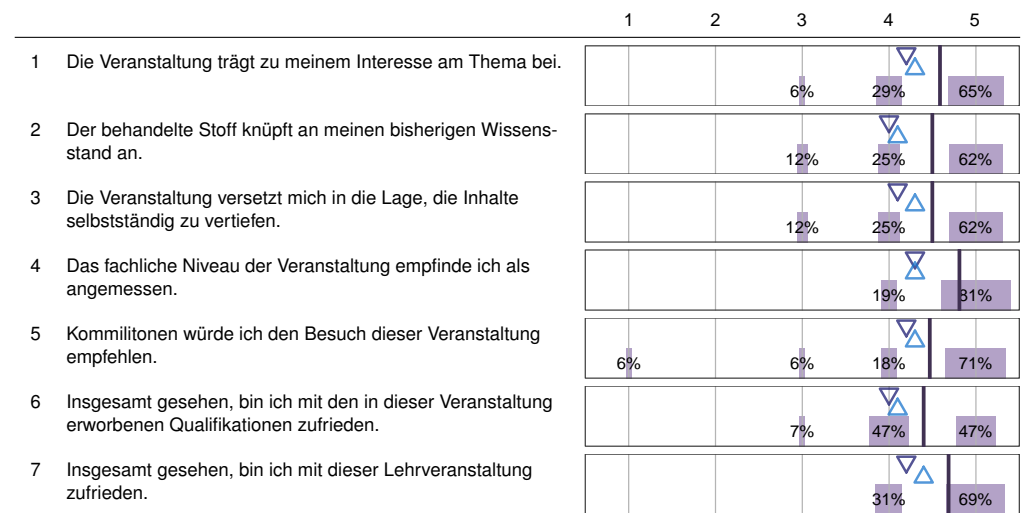 1 2 3 4 5
1 Die Veranstaltung trägt zu meinem Interesse am Thema bei.
6% 29% 65%
2 Der behandelte Stoff knüpft an meinen bisherigen Wissens-
stand an.
12% 25% 62%
3 Die Veranstaltung versetzt mich in die Lage, die Inhalte
selbstständig zu vertiefen.
12% 25% 62%
4 Das fachliche Niveau der Veranstaltung empfinde ich als
angemessen.
19% 81%
5 Kommilitonen würde ich den Besuch dieser Veranstaltung
empfehlen.
6% 6% 18% 71%
6 Insgesamt gesehen, bin ich mit den in dieser Veranstaltung
erworbenen Qualifikationen zufrieden.
7% 47% 47%
7 Insgesamt gesehen, bin ich mit dieser Lehrveranstaltung
zufrieden.
31% 69%